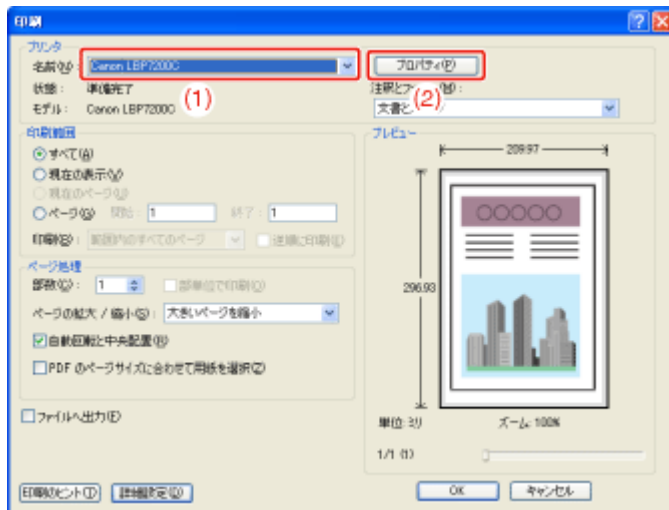 印刷
プリンタ
名前(N): Canon LBP7200C
プロパティ(P)
(1)
(2)
状態: 準備完了
モデル: Canon LBP7200C
文書と
印刷範囲
すべて(A)
現在の表示(V)
現在のページ(U)
ページ(G) 開始: 1 終了: 1
印刷(R): 範囲内のすべてのページ 逆順に印刷(I)
ページ処理
部数(C): 1 部単位で印刷(O)
ページの拡大 / 縮小(S): 大きいページを縮小
自動回転と中央配置(R)
PDF のページサイズに合わせて用紙を選択(Z)
ファイルへ出力(F)
プレビュー
209.97
296.93
単位: ミリ ズーム: 100%
1/1 (1)
印刷のヒント(T) 詳細設定(D) OK キャンセル